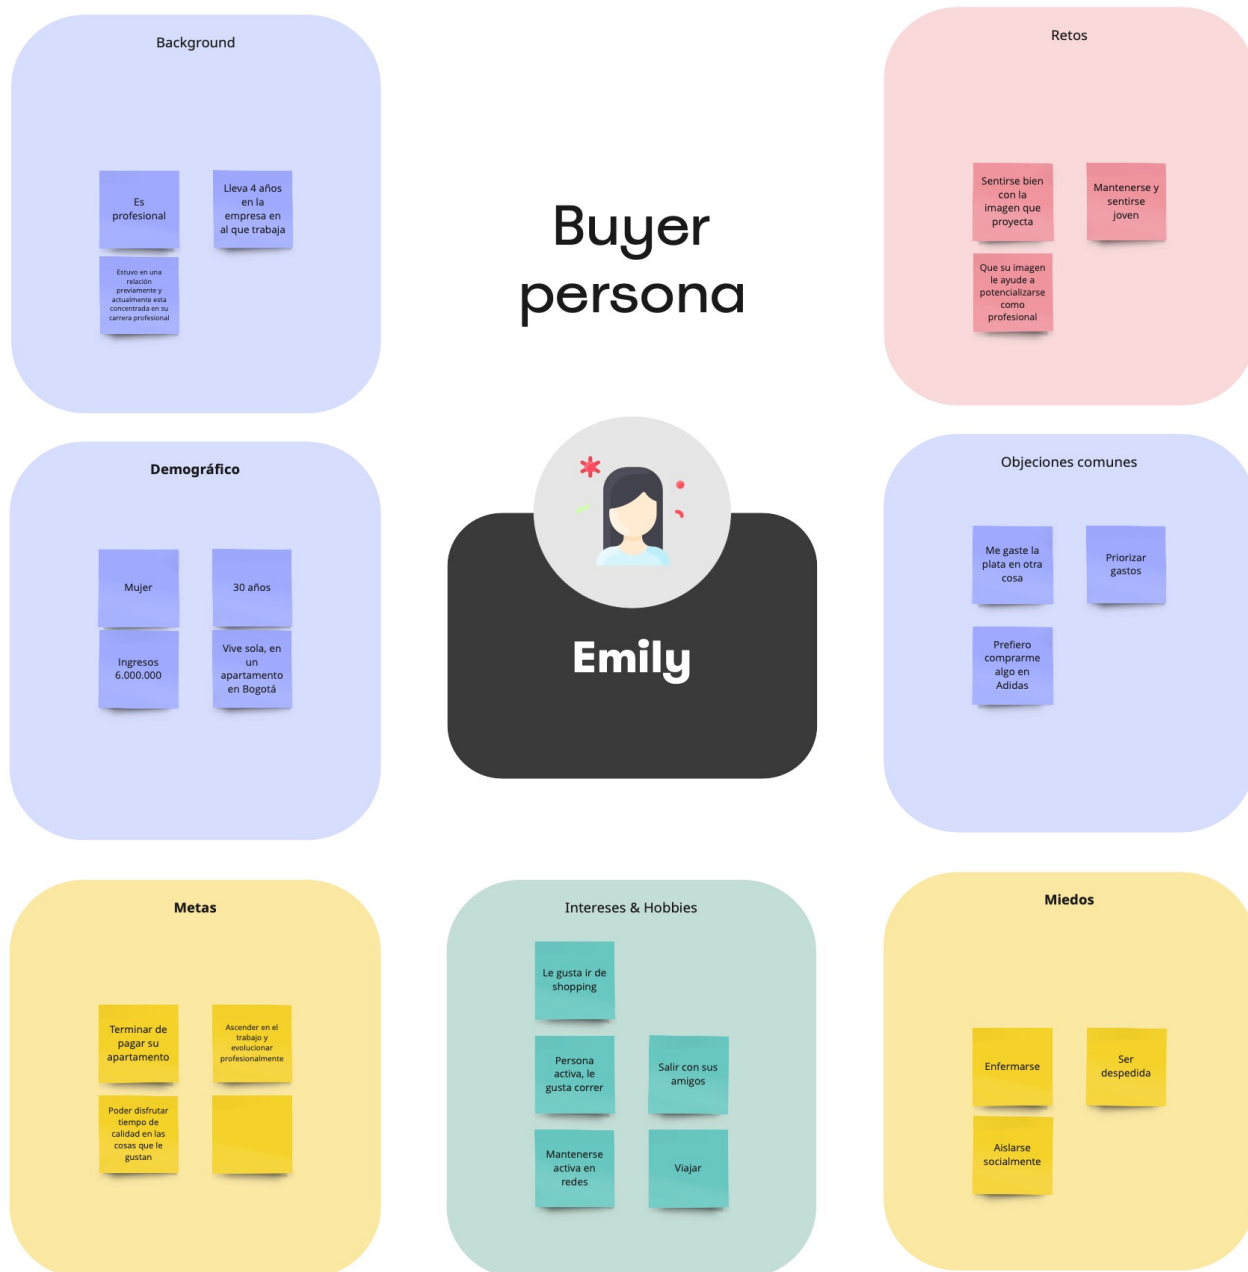 Background
Es
profesional
Lleva 4 años
en la
empresa en
al que trabaja
Estuvo en una
relación
previamente y
actualmente esta
concentrada en su
carrera profesional
Buyer
persona
Retos
Sentirse bien
con la
imagen que
proyecta
Mantenerse y
sentirse
joven
Que su imagen
le ayude a
potencializarse
como
profesional
Demográfico
Mujer
30 años
Ingresos
6.000.000
Vive sola, en
un
apartamento
en Bogotá
Emily
Objeciones comunes
Me gaste la
plata en otra
cosa
Priorizar
gastos
Prefiero
comprarme
algo en
Adidas
Metas
Terminar de
pagar su
apartamento
Ascender en el
trabajo y
evolucionar
profesionalmente
Poder disfrutar
tiempo de
calidad en las
cosas que le
gustan
Intereses & Hobbies
Le gusta ir de
shopping
Persona
activa, le
gusta correr
Salir con sus
amigos
Mantenerse
activa en
redes
Viajar
Miedos
Enfermarse
Ser
despedida
Aislarse
socialmente